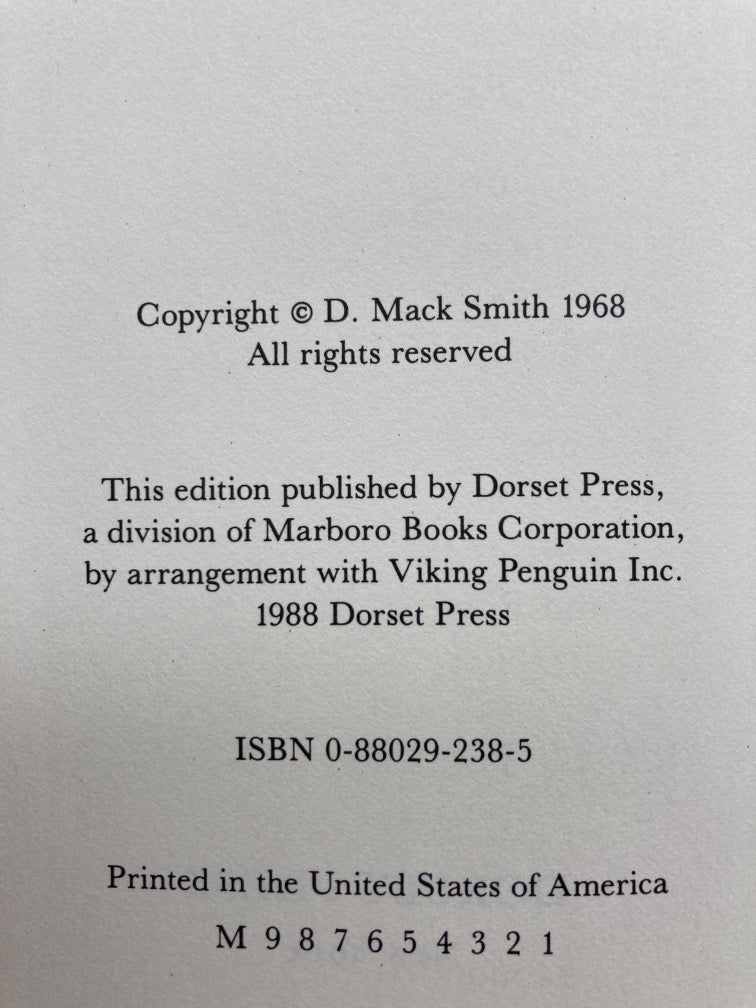 Copyright © D. Mack Smith 1968
All rights reserved
This edition published by Dorset Press,
a division of Marboro Books Corporation,
by arrangement with Viking Penguin Inc.
1988 Dorset Press
ISBN 0-88029-238-5
Printed in the United States of America
M 9 8 7 6 5 4 3 2 1